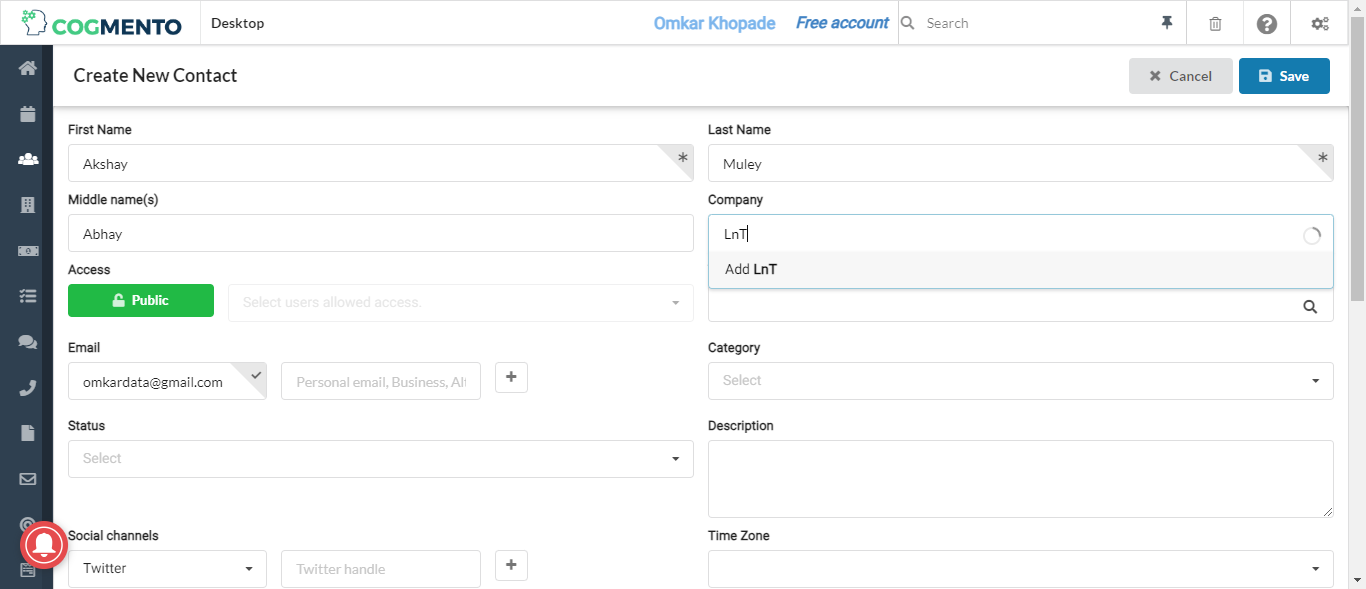 COGMENTO
Desktop
Omkar Khopade
Free account
Search
Create New Contact
Cancel
Save
First Name
Last Name
Akshay
Muley
Middle name(s)
Company
Abhay
LnT
Add LnT
Access
Public
Select users allowed access.
Email
Category
omkardata@gmail.com
Personal email, Business, Alt
Select
Status
Description
Select
Social channels
Time Zone
Twitter
Twitter handle